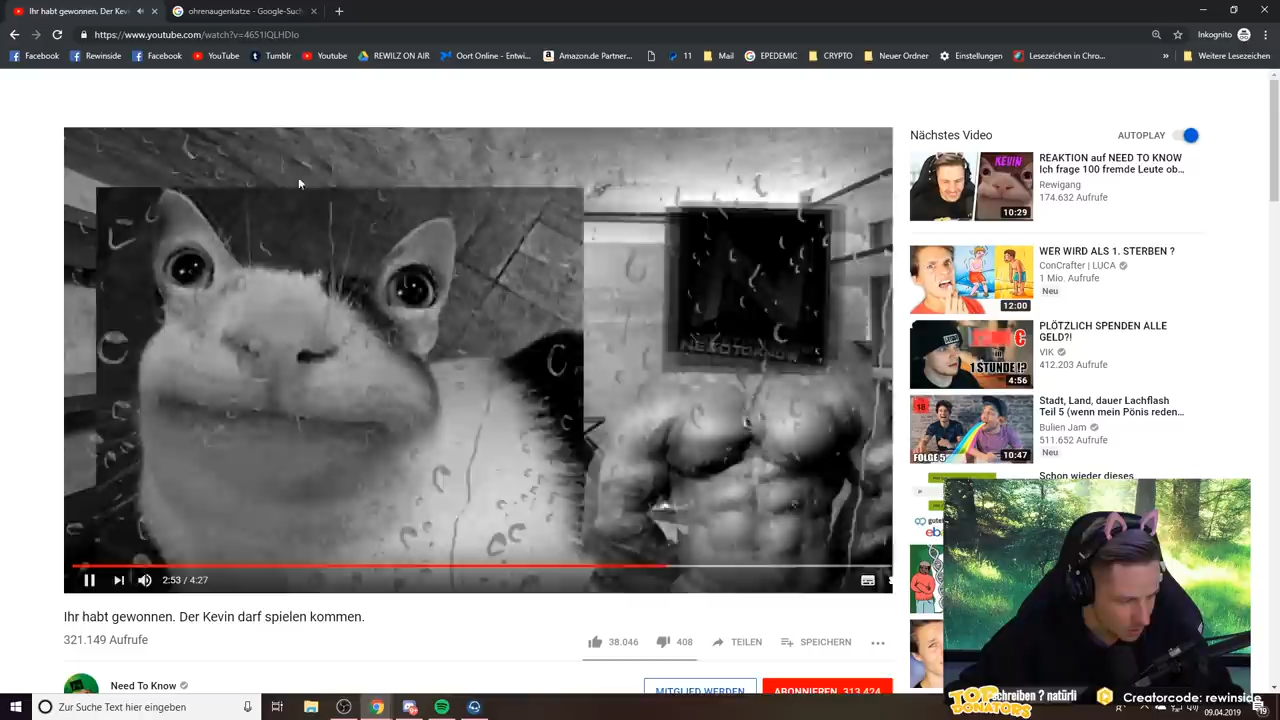 Ihr habt gewonnen. Der Kev
ohrenaugenkatze - Google-Such
https://www.youtube.com/watch?v=4651IQLHDIo
Inkognito
Facebook
Rewinside
Facebook
YouTube
Tumblr
Youtube
REWILZ ON AIR
Oort Online - Entwi...
Amazon.de Partner...
11
Mail
EPEDEMIC
CRYPTO
Neuer Ordner
Einstellungen
Lesezeichen in Chro...
»
Weitere Lesezeichen
Nächstes Video
AUTOPLAY
KEVIN
10:29
REAKTION auf NEED TO KNOW
Ich frage 100 fremde Leute ob...
Rewigang
174.632 Aufrufe
12:00
WER WIRD ALS 1. STERBEN ?
ConCrafter | LUCA
1 Mio. Aufrufe
Neu
1 STUNDE !?
4:56
PLÖTZLICH SPENDEN ALLE
GELD?!
VIK
412.203 Aufrufe
18
FOLGE 5
10:47
Stadt, Land, dauer Lachflash
Teil 5 (wenn mein Pönis reden...
Bulien Jam
511.652 Aufrufe
Neu
Schon wieder dieses
2:53 / 4:27
Ihr habt gewonnen. Der Kevin darf spielen kommen.
321.149 Aufrufe
38.046
408
TEILEN
SPEICHERN
Need To Know
MITGLIED WERDEN
ABONNIEREN 313.424
TOP
DONATORS
schreiben ? natürli
Creatorcode: rewinside
Zur Suche Text hier eingeben
09.04.2019